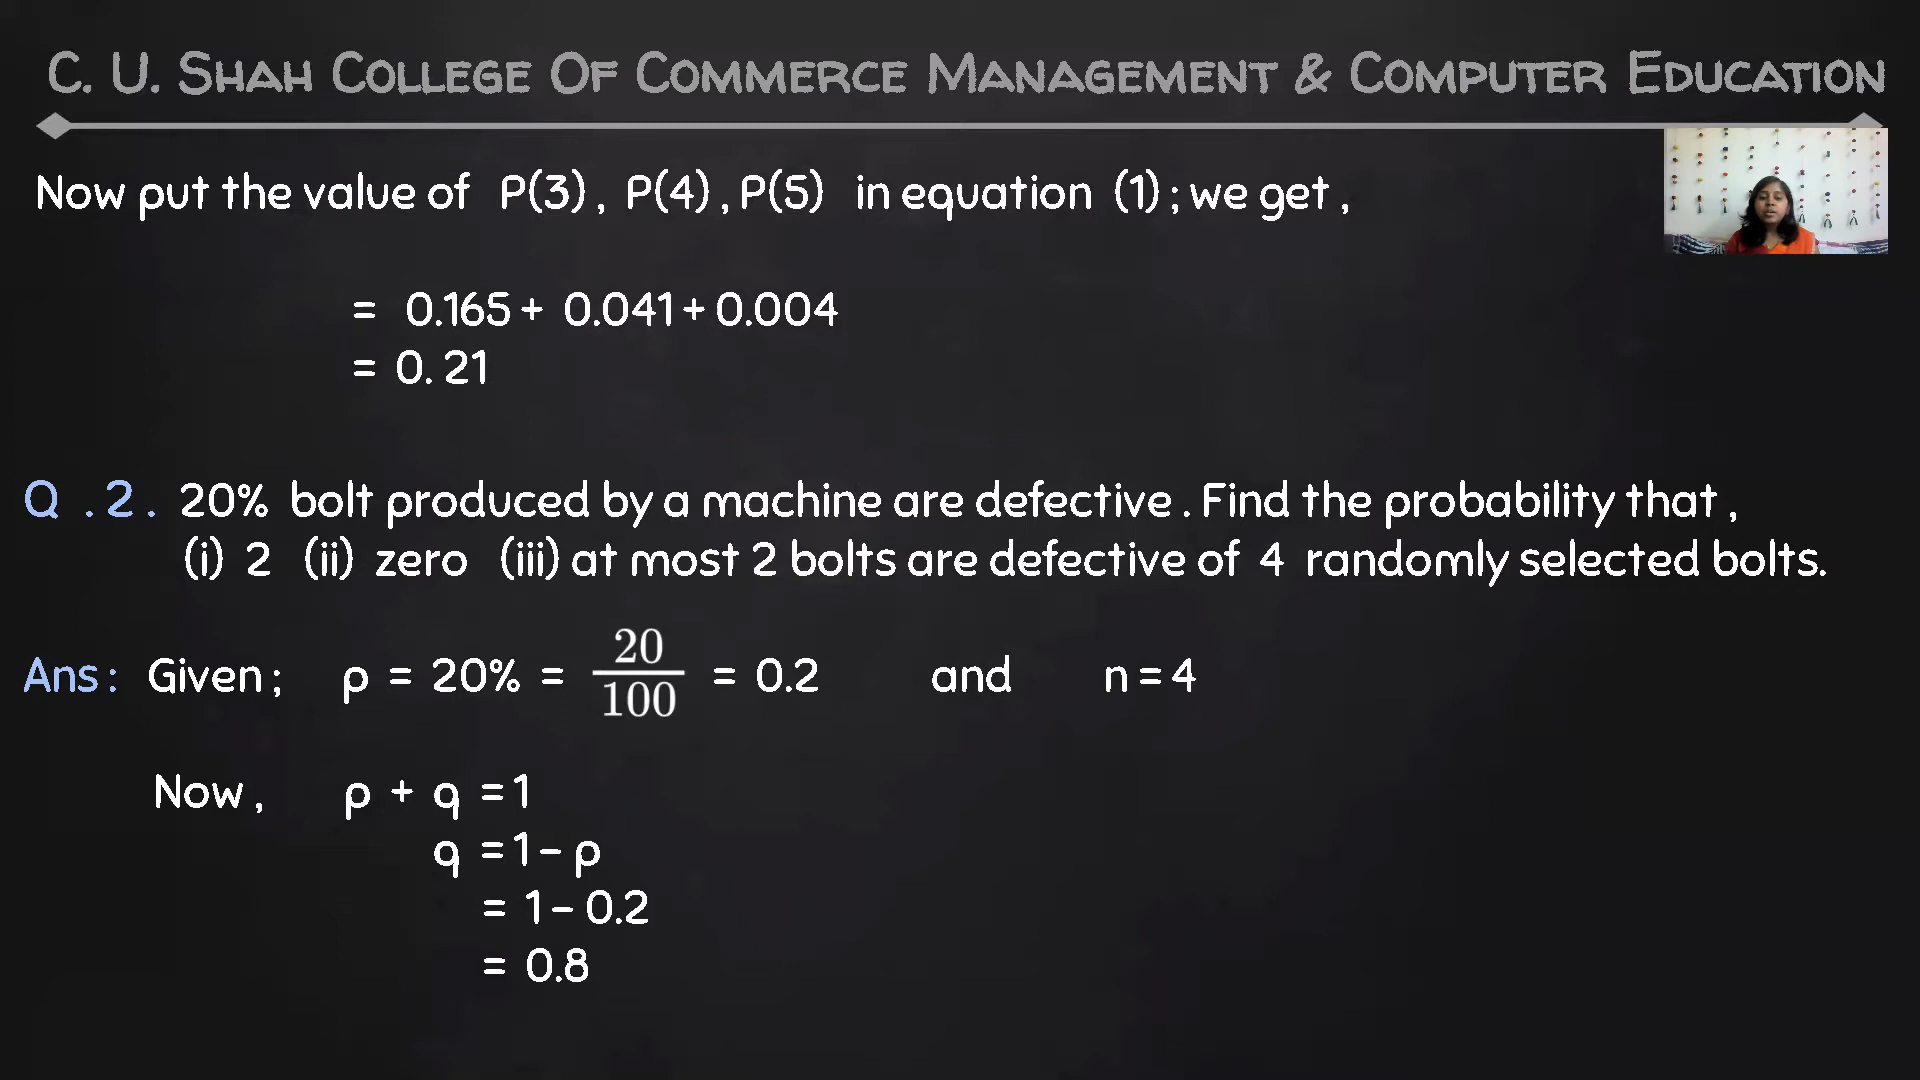 C. U. SHAH COLLEGE OF COMMERCE MANAGEMENT & COMPUTER EDUCATION
Now put the value of P(3), P(4), P(5) in equation (1); we get,
= 0.165 + 0.041 + 0.004
= 0. 21
Q .2. 20% bolt produced by a machine are defective. Find the probability that,
(i) 2 (ii) zero (iii) at most 2 bolts are defective of 4 randomly selected bolts.
Ans: Given; p = 20% = 20/100 = 0.2 and n = 4
Now, p + q = 1
q = 1 - p
= 1 - 0.2
= 0.8